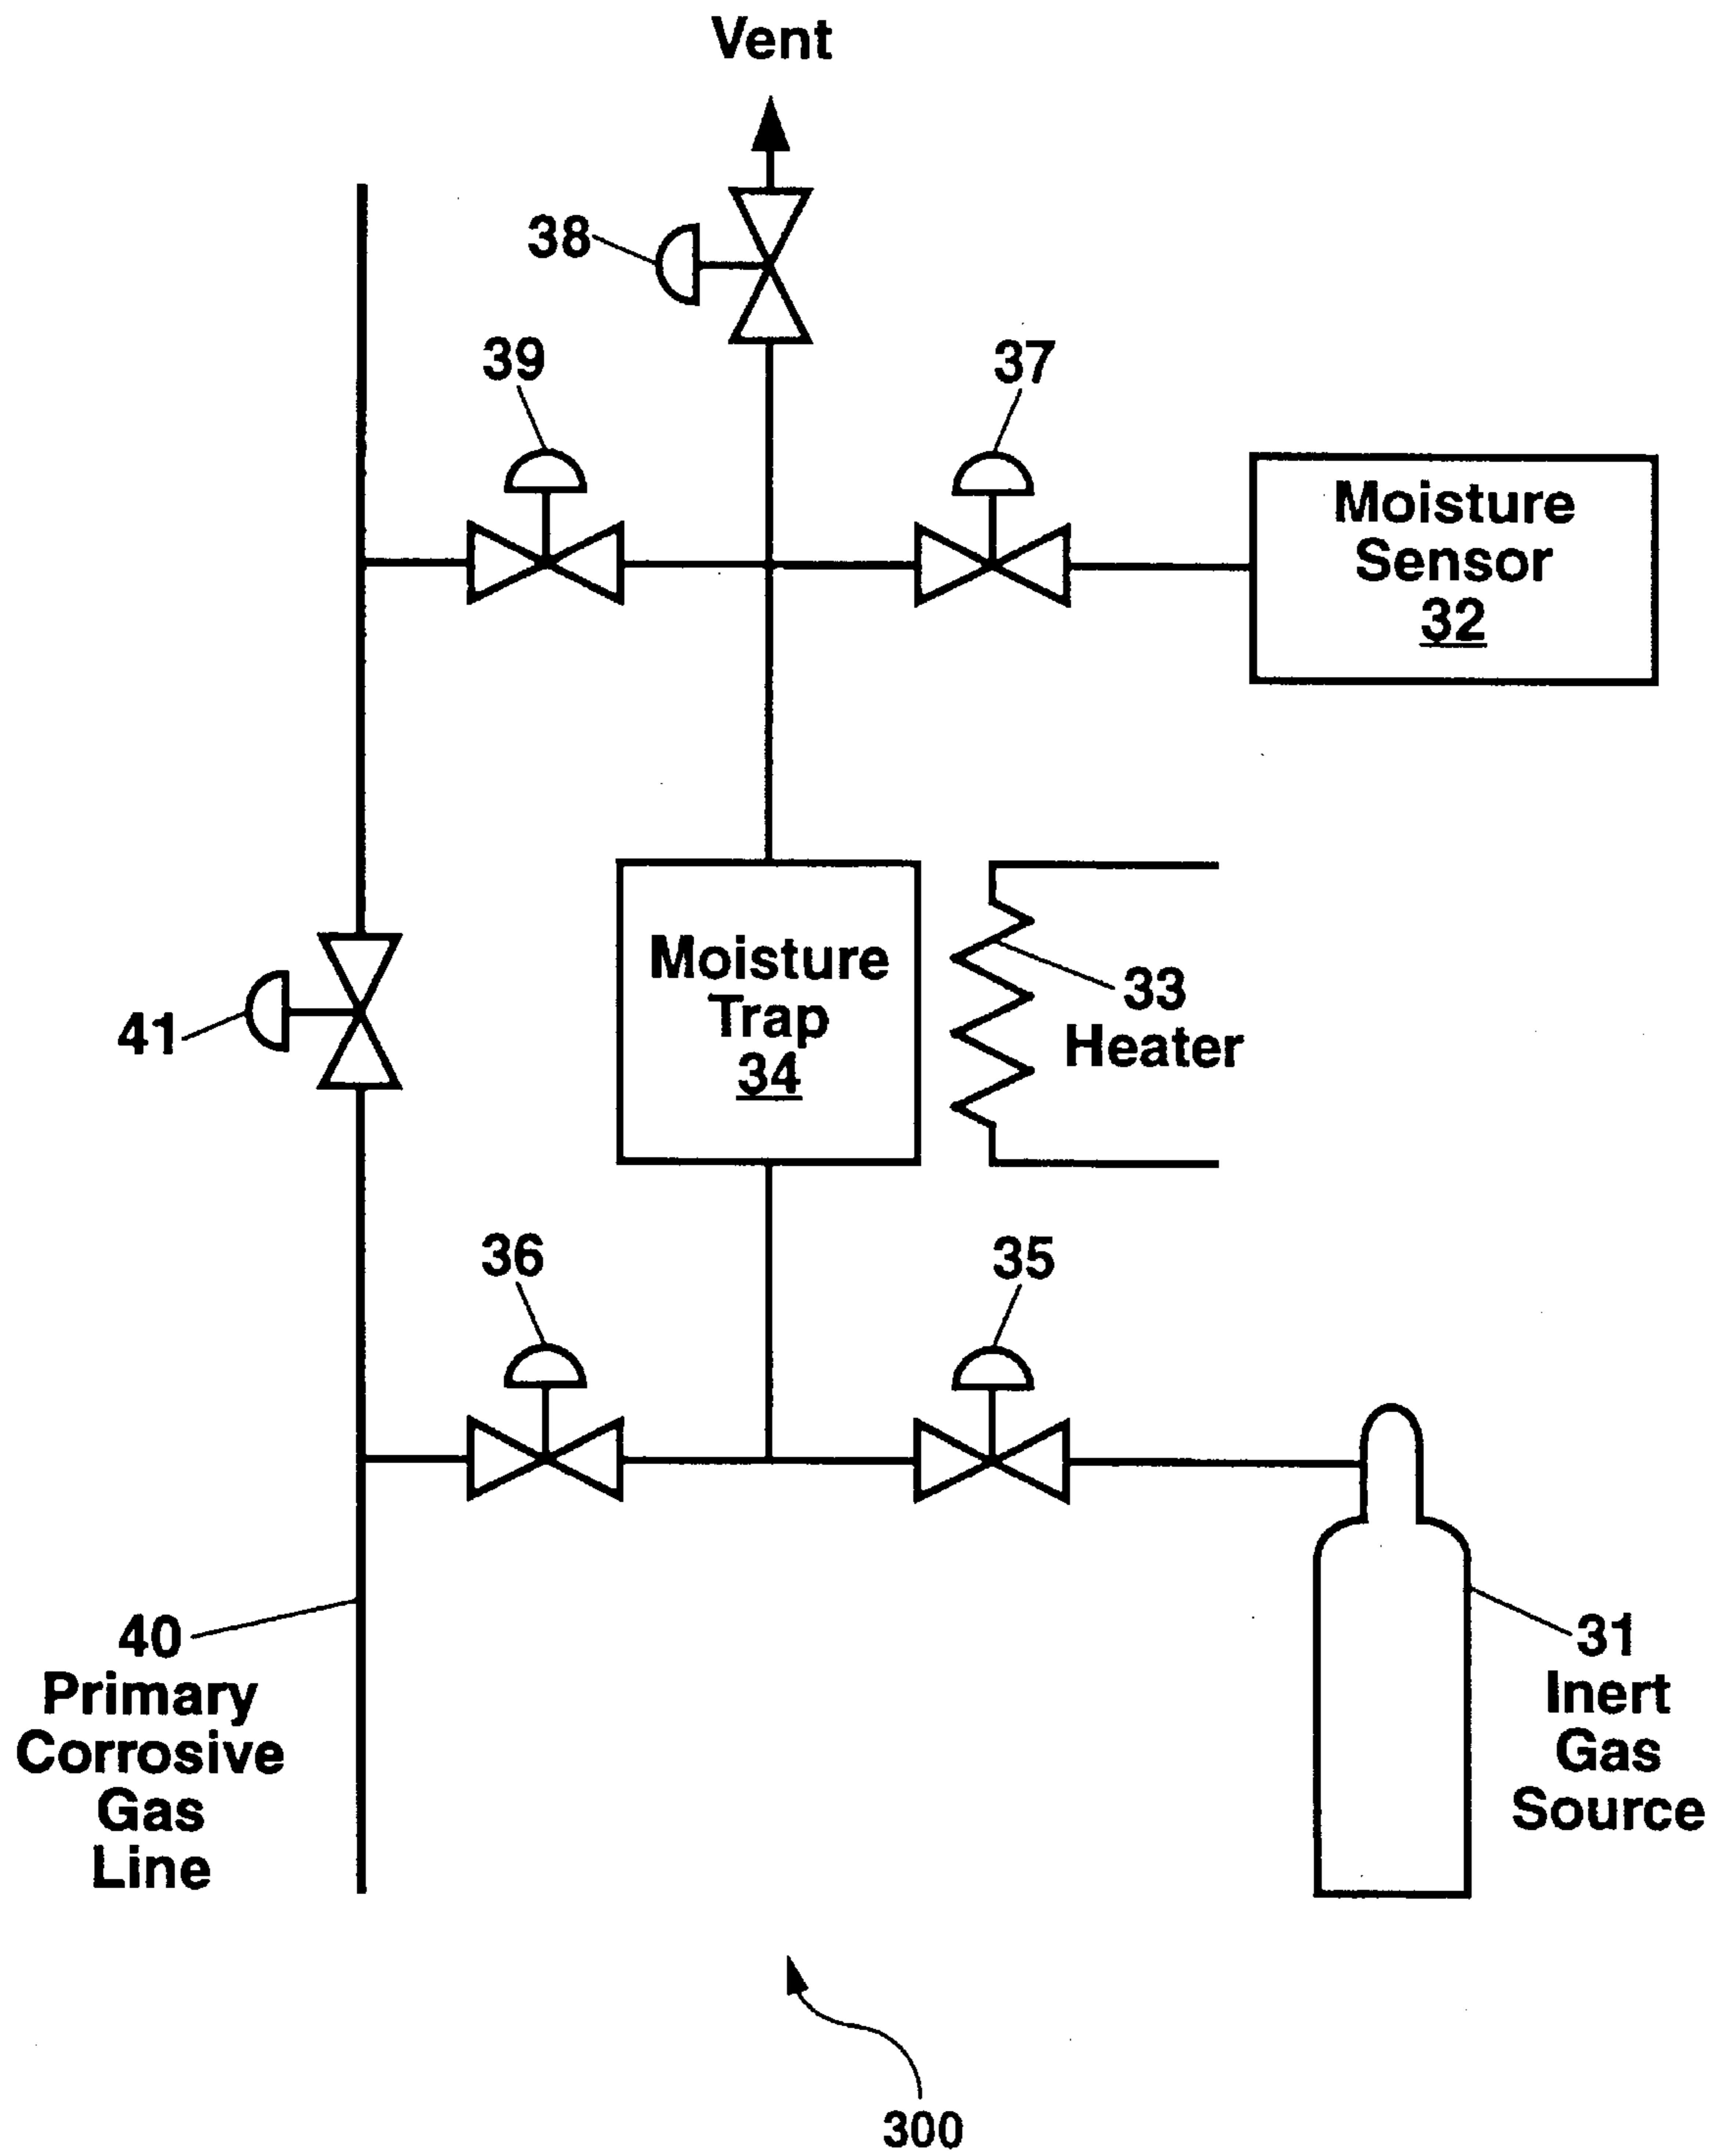 Vent
38
39
37
Moisture
Sensor
32
Moisture
Trap
34
33
Heater
41
36
35
40
Primary
Corrosive
Gas
Line
31
Inert
Gas
Source
300